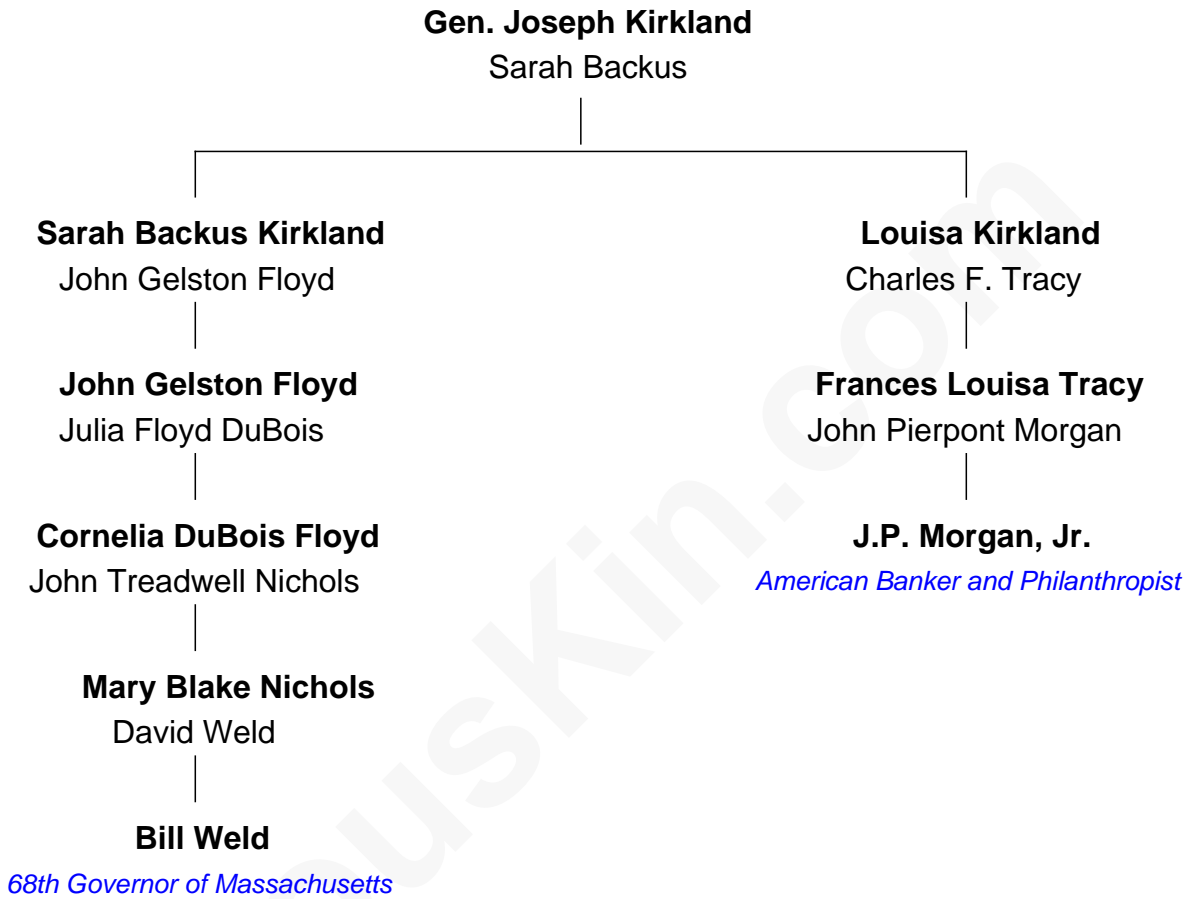 Gen. Joseph Kirkland
Sarah Backus
Sarah Backus Kirkland
John Gelston Floyd
Louisa Kirkland
Charles F. Tracy
John Gelston Floyd
Julia Floyd DuBois
Frances Louisa Tracy
John Pierpont Morgan
Cornelia DuBois Floyd
John Treadwell Nichols
J.P. Morgan, Jr.
American Banker and Philanthropist
Mary Blake Nichols
David Weld
Bill Weld
68th Governor of Massachusetts
uskin.com